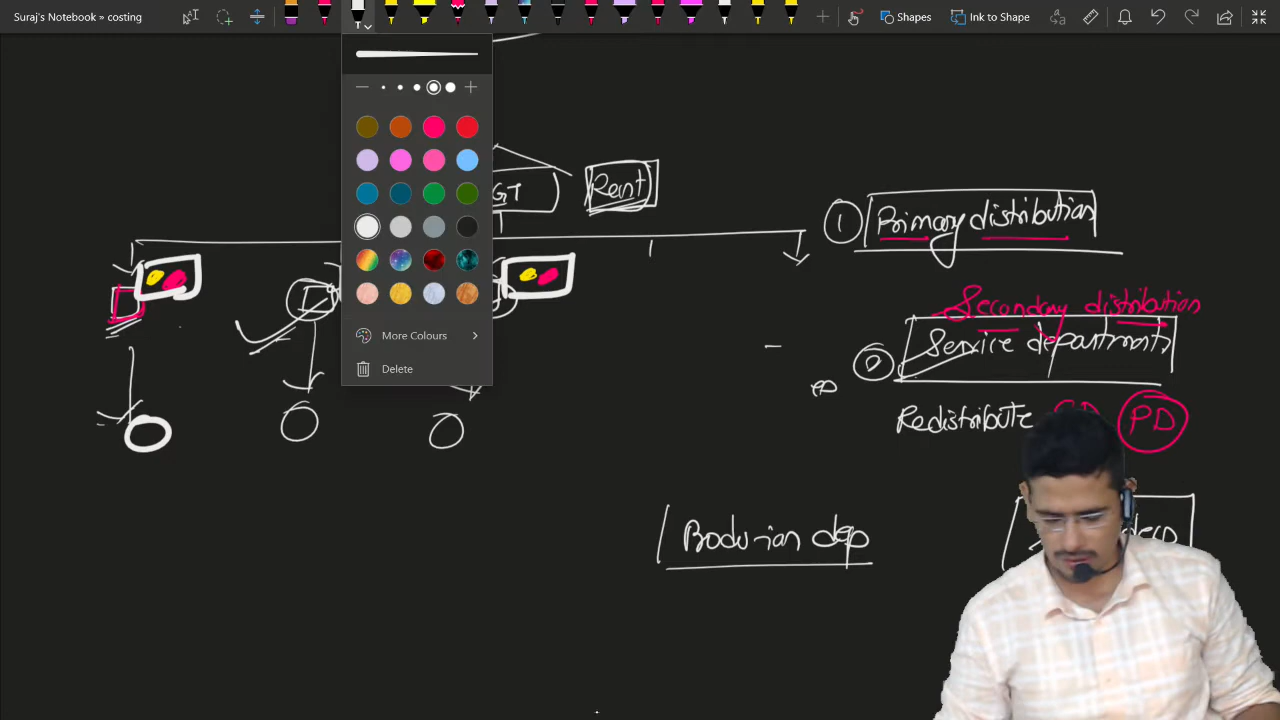 Suraj's Notebook » costing
Shapes
Ink to Shape
GT
Rent
1 Primary distribution
Secondary distribution
2 Service department
Redistribute
PD
More Colours
Delete
dep